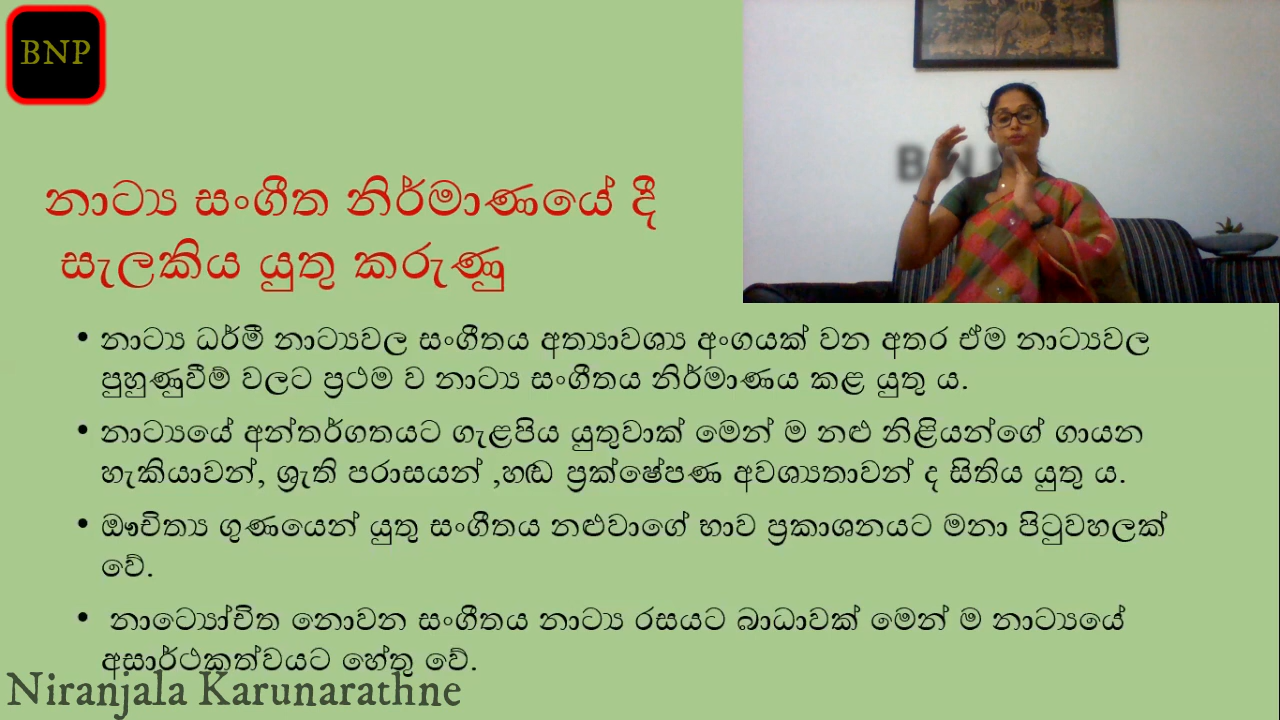 BNP
නාට්‍ය සංගීත නිර්මාණයේ දී
සැලකිය යුතු කරුණු
• නාට්‍ය ධර්මී නාට්‍යවල සංගීතය අත්‍යාවශ්‍ය අංගයක් වන අතර ඒම නාට්‍යවල
පුහුණුවීම් වලට ප්‍රථම ව නාට්‍ය සංගීතය නිර්මාණය කළ යුතු ය.
• නාට්‍යයේ අන්තර්ගතයට ගැළපිය යුතුවාක් මෙන් ම නළු නිළියන්ගේ ගායන
හැකියාවන්, ශ්‍රැති පරාසයන් ,හඬ ප්‍රක්ෂේපණ අවශ්‍යතාවන් ද සිතිය යුතු ය.
• ඖචිත්‍ය ගුණයෙන් යුතු සංගීතය නළුවාගේ භාව ප්‍රකාශනයට මනා පිටුවහලක්
වේ.
• නාට්‍යෝචිත නොවන සංගීතය නාට්‍ය රසයට බාධාවක් මෙන් ම නාට්‍යයේ
අසාර්ථකත්වයට හේතු වේ.
Niranjala Karunarathne